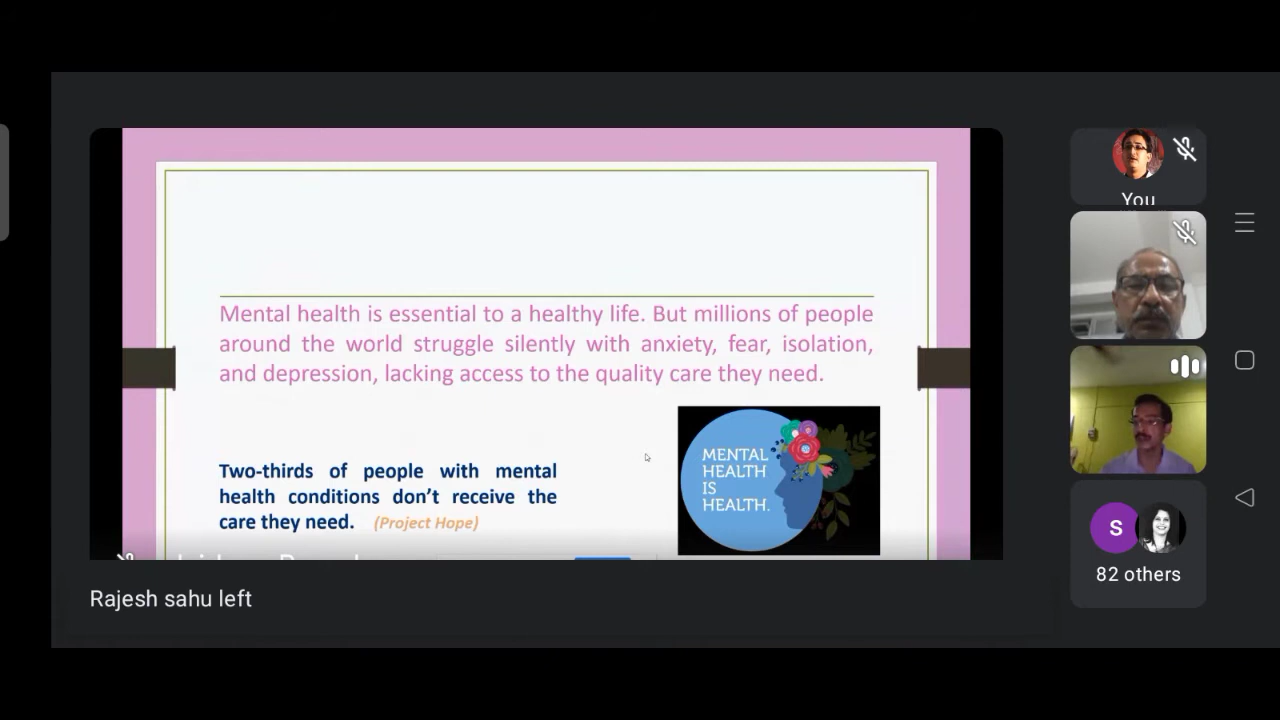 Mental health is essential to a healthy life. But millions of people
around the world struggle silently with anxiety, fear, isolation,
and depression, lacking access to the quality care they need.
Two-thirds of people with mental
health conditions don't receive the
care they need. (Project Hope)
MENTAL
HEALTH
IS
HEALTH.
Rajesh sahu left
You
S
82 others